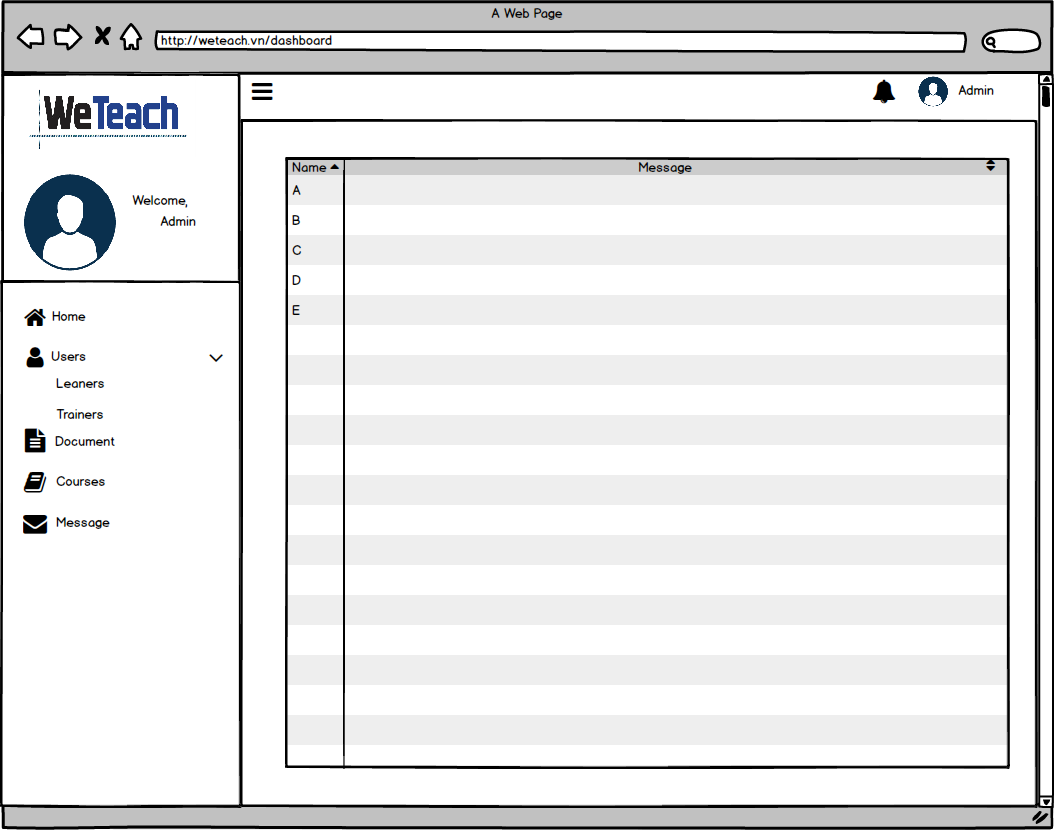 A Web Page
http://weteach.vn/dashboard
WeTeach
Welcome,
Admin
Home
Users
Leaners
Trainers
Document
Courses
Message
Admin
Name Message
A
B
C
D
E